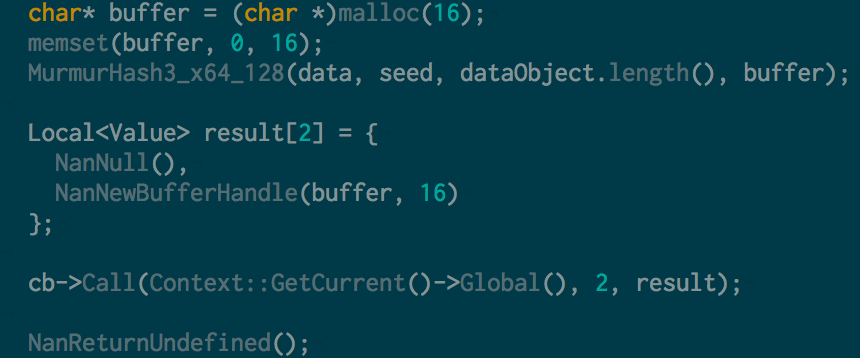 char* buffer = (char *)malloc(16);
memset(buffer, 0, 16);
MurmurHash3_x64_128(data, seed, dataObject.length(), buffer);

Local<Value> result[2] = {
  NanNull(),
  NanNewBufferHandle(buffer, 16)
};

cb->Call(Context::GetCurrent()->Global(), 2, result);

NanReturnUndefined();